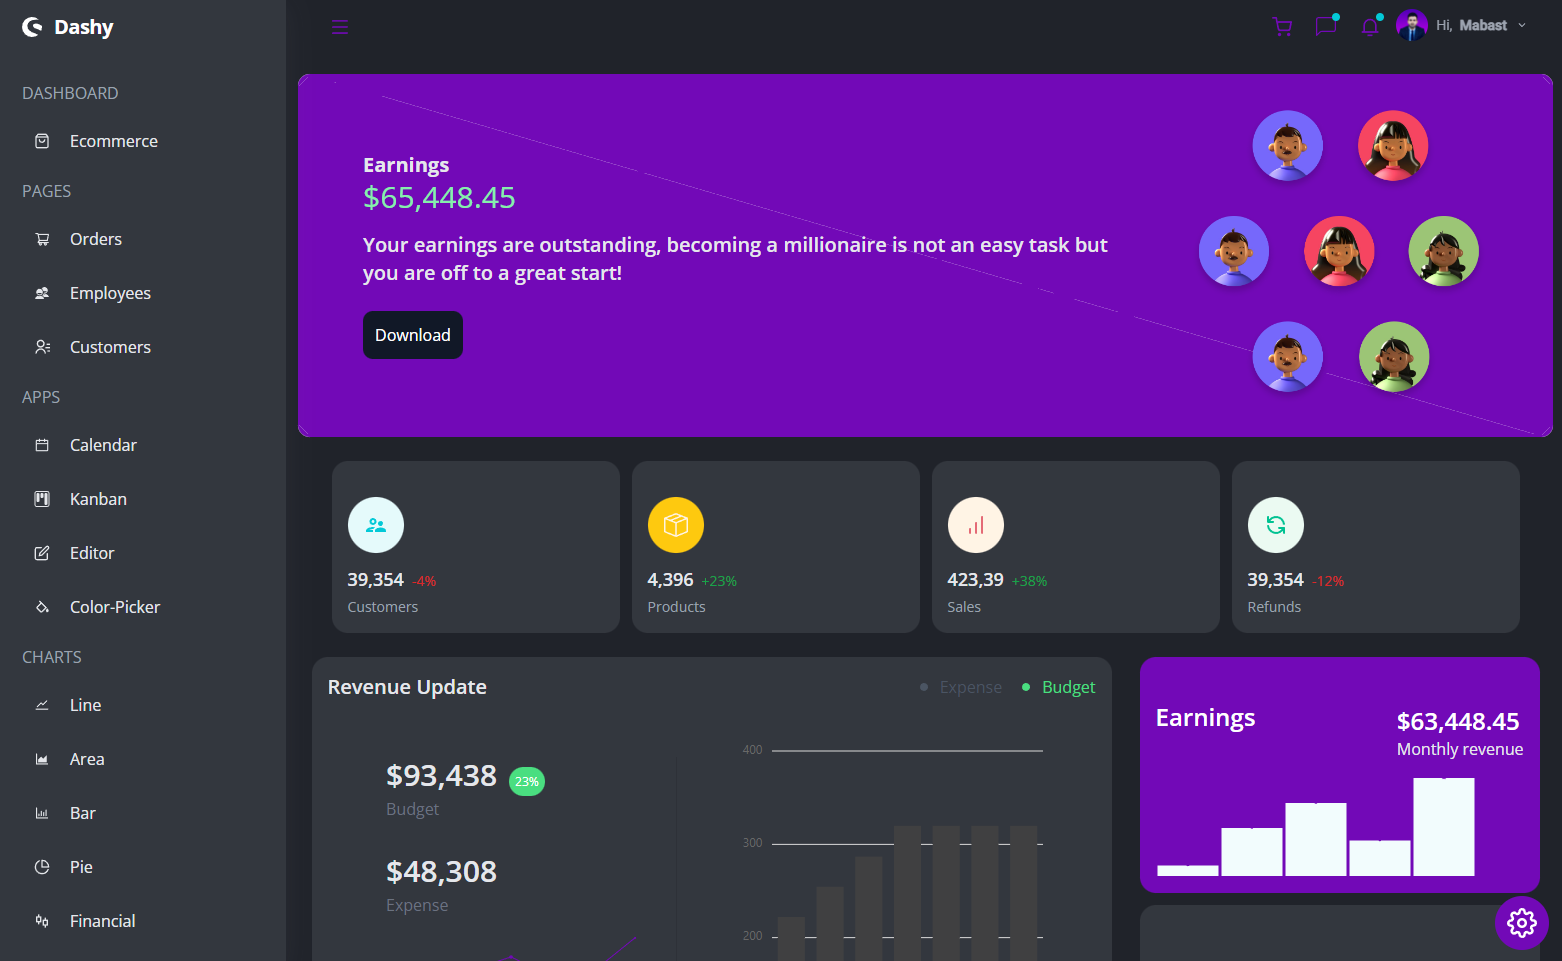 Dashy
Hi, Mabast
DASHBOARD
Ecommerce
PAGES
Orders
Employees
Customers
APPS
Calendar
Kanban
Editor
Color-Picker
CHARTS
Line
Area
Bar
Pie
Financial
Earnings
$65,448.45
Your earnings are outstanding, becoming a millionaire is not an easy task but
you are off to a great start!
Download
39,354 -4%
Customers
4,396 +23%
Products
423,39 +38%
Sales
39,354 -12%
Refunds
Revenue Update
Expense
Budget
$93,438 23%
Budget
$48,308
Expense
400
300
200
Earnings
$63,448.45
Monthly revenue